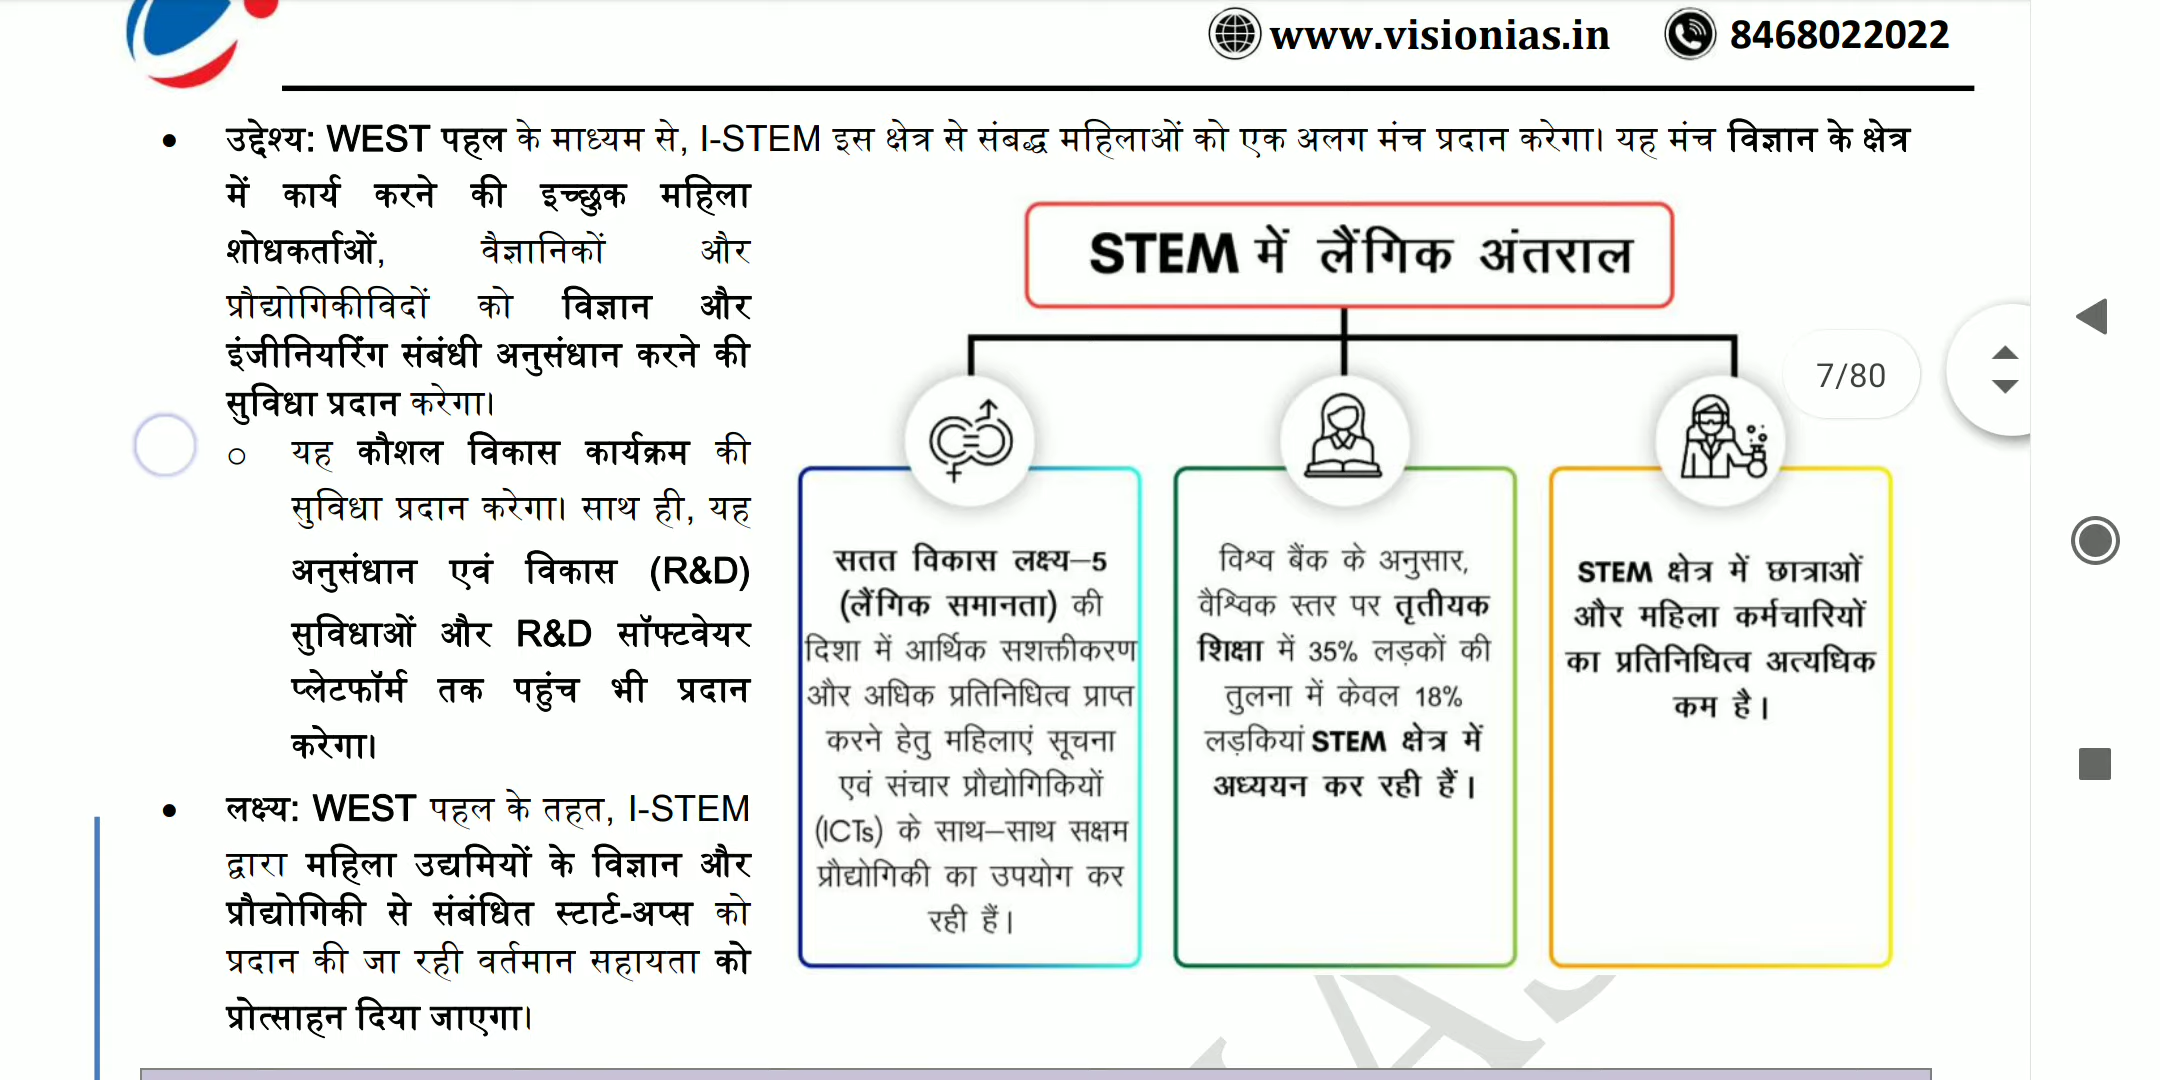 www.visionias.in 8468022022
• उद्देश्य: WEST पहल के माध्यम से, I-STEM इस क्षेत्र से संबद्ध महिलाओं को एक अलग मंच प्रदान करेगा। यह मंच विज्ञान के क्षेत्र
में कार्य करने की इच्छुक महिला
शोधकर्ताओं, वैज्ञानिकों और
प्रौद्योगिकीविदों को विज्ञान और
इंजीनियरिंग संबंधी अनुसंधान करने की
सुविधा प्रदान करेगा।
o यह कौशल विकास कार्यक्रम की
सुविधा प्रदान करेगा। साथ ही, यह
अनुसंधान एवं विकास (R&D)
सुविधाओं और R&D सॉफ्टवेयर
प्लेटफॉर्म तक पहुंच भी प्रदान
करेगा।
• लक्ष्य: WEST पहल के तहत, I-STEM
द्वारा महिला उद्यमियों के विज्ञान और
प्रौद्योगिकी से संबंधित स्टार्ट-अप्स को
प्रदान की जा रही वर्तमान सहायता को
प्रोत्साहन दिया जाएगा।
STEM में लैंगिक अंतराल
सतत विकास लक्ष्य–5
(लैंगिक समानता) की
दिशा में आर्थिक सशक्तीकरण
और अधिक प्रतिनिधित्व प्राप्त
करने हेतु महिलाएं सूचना
एवं संचार प्रौद्योगिकियों
(ICTs) के साथ–साथ सक्षम
प्रौद्योगिकी का उपयोग कर
रही हैं।
विश्व बैंक के अनुसार,
वैश्विक स्तर पर तृतीयक
शिक्षा में 35% लड़कों की
तुलना में केवल 18%
लड़कियां STEM क्षेत्र में
अध्ययन कर रही हैं।
STEM क्षेत्र में छात्राओं
और महिला कर्मचारियों
का प्रतिनिधित्व अत्यधिक
कम है।
7/80